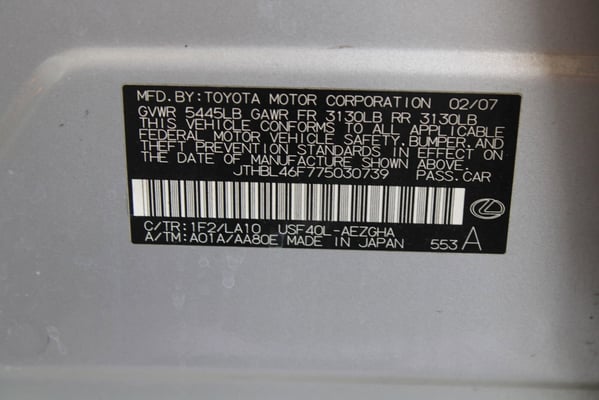 MFD. BY: TOYOTA MOTOR CORPORATION 02/07
GVWR 5445LB GAWR FR 3130LB RR 3130LB
THIS VEHICLE CONFORMS TO ALL APPLICABLE
FEDERAL MOTOR VEHICLE SAFETY, BUMPER, AND
THEFT PREVENTION STANDARDS IN EFFECT ON
THE DATE OF MANUFACTURE SHOWN ABOVE.
JTHBL46F775030739 PASS. CAR
C/TR: 1F2/LA10 USF40L-AEZGHA
A/TM: A01A/AA80E MADE IN JAPAN 553 A